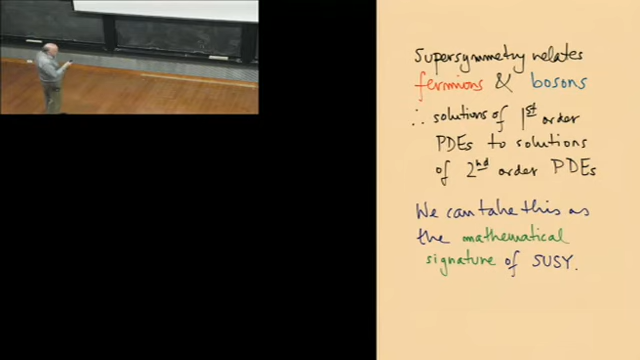 Supersymmetry relates
fermions & bosons
∴ solutions of 1st order
PDEs to solutions
of 2nd order PDEs
We can take this as
the mathematical
signature of SUSY.